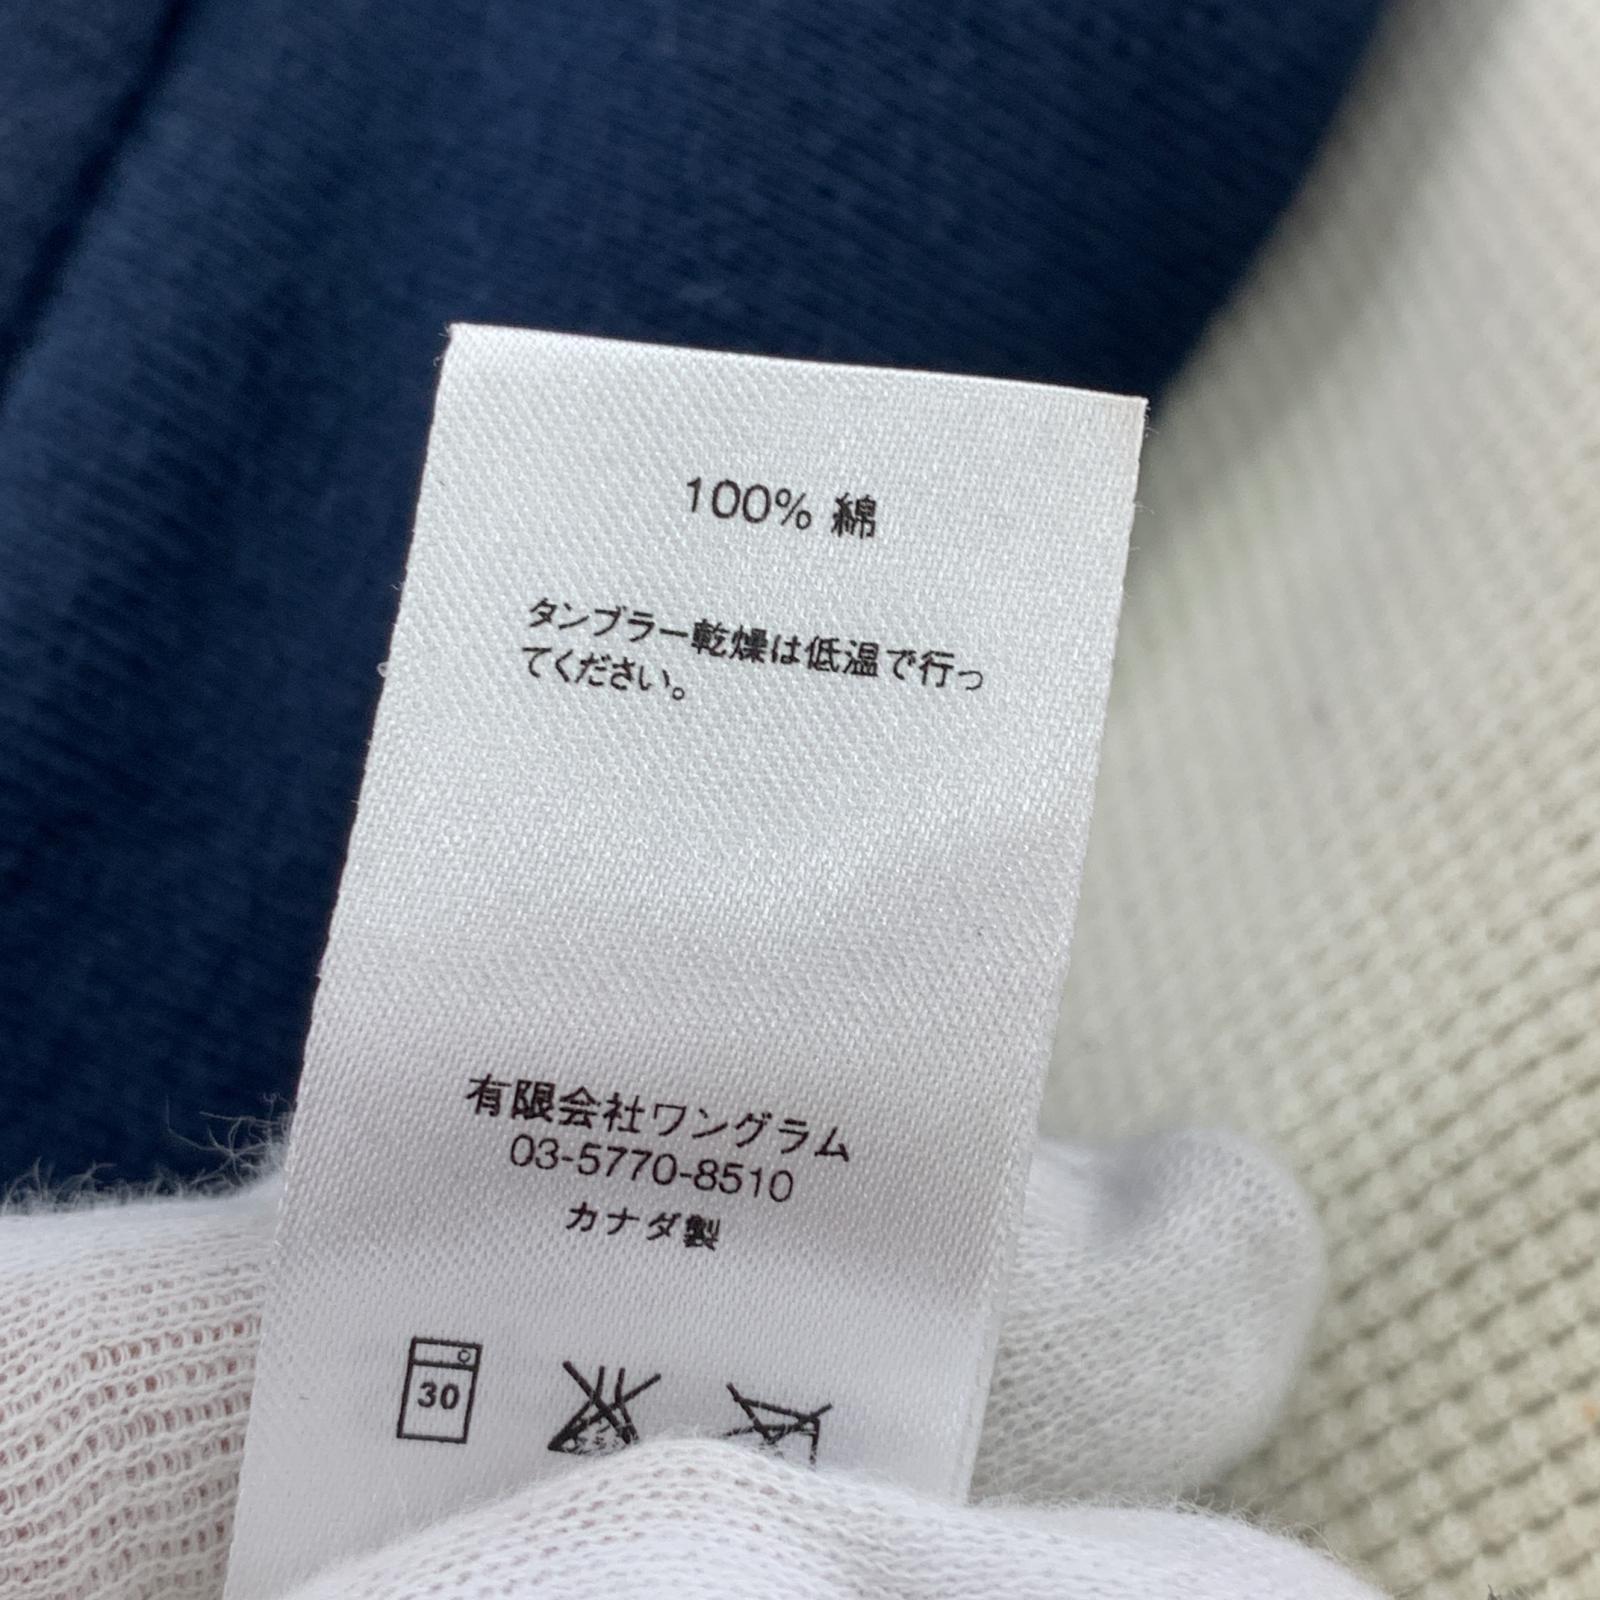 100% 綿
タンブラー乾燥は低温で行っ
てください。
有限会社ワングラム
03-5770-8510
カナダ製
30